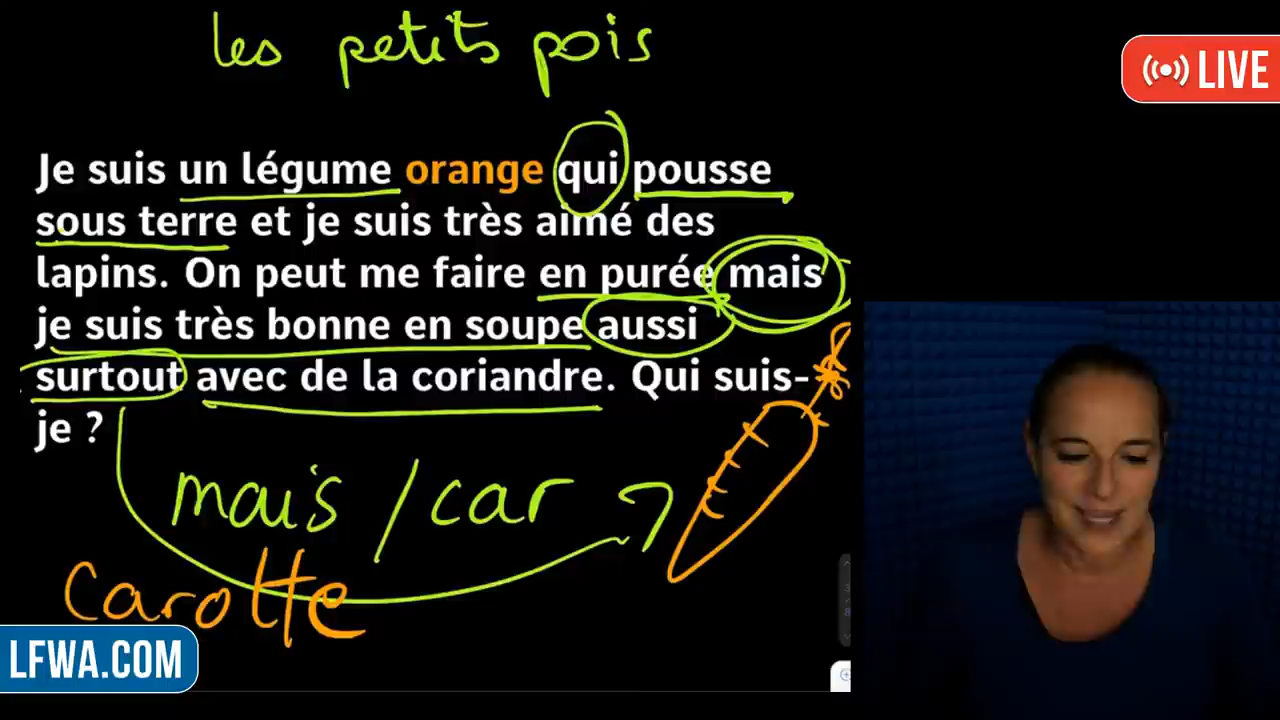 les petits pois
LIVE
Je suis un légume orange qui pousse
sous terre et je suis très aimé des
lapins. On peut me faire en purée mais
je suis très bonne en soupe aussi
surtout avec de la coriandre. Qui suis-
je ?
mais / car
carotte
LFWA.COM